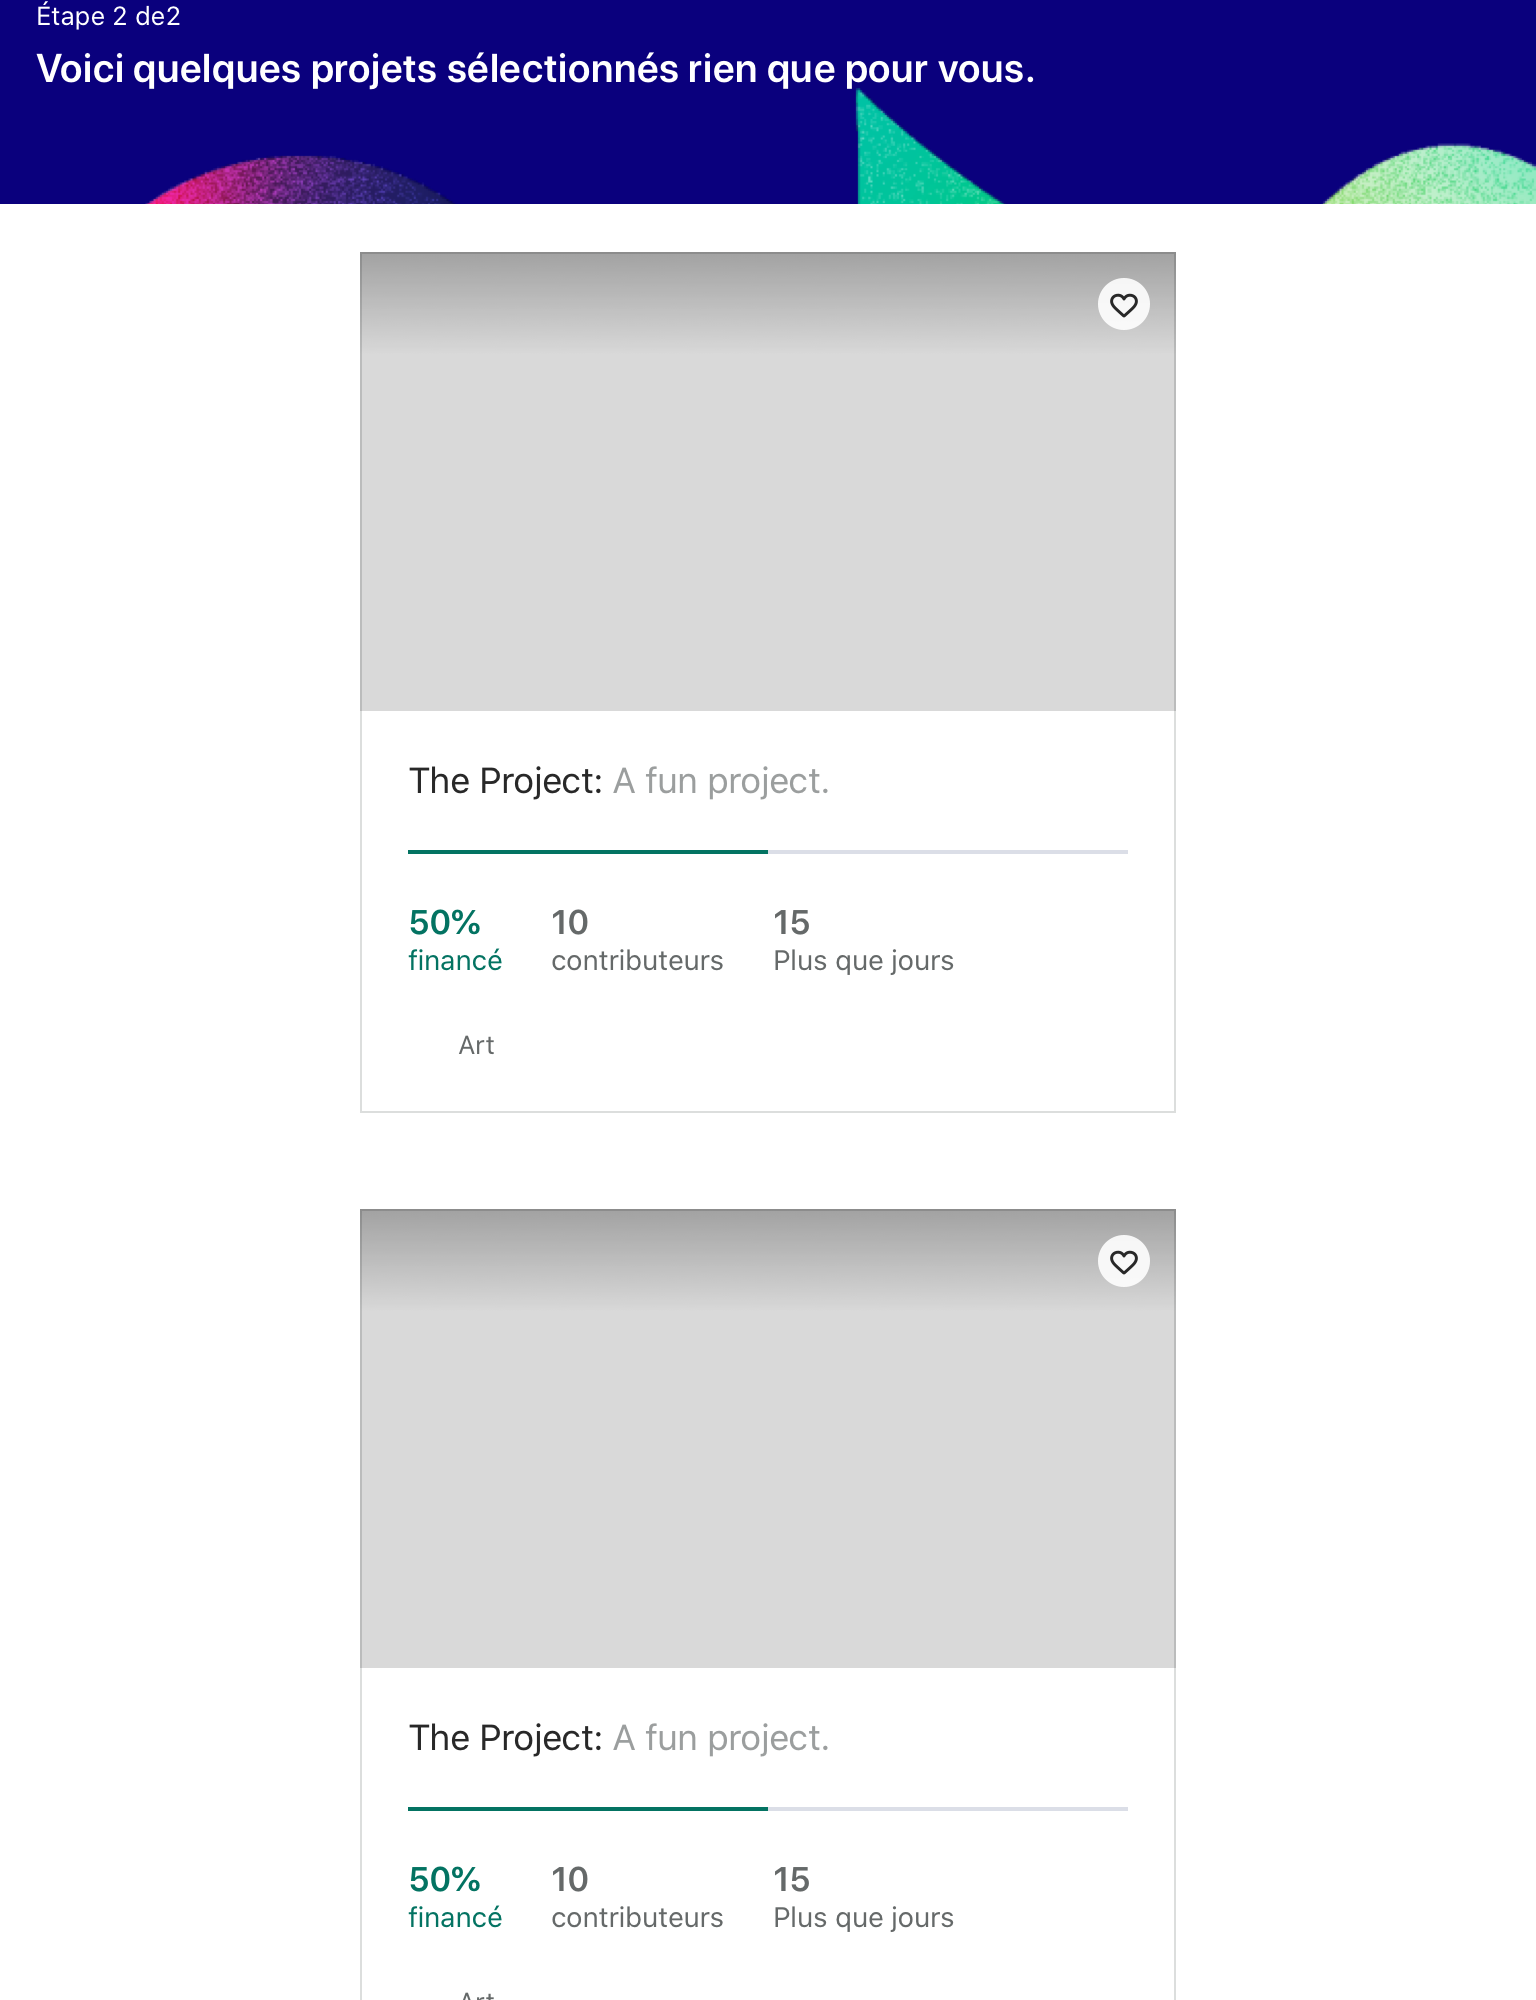 Étape 2 de2
Voici quelques projets sélectionnés rien que pour vous.
The Project: A fun project.
50% 10 15
financé contributeurs Plus que jours
Art
The Project: A fun project.
50% 10 15
financé contributeurs Plus que jours
Art